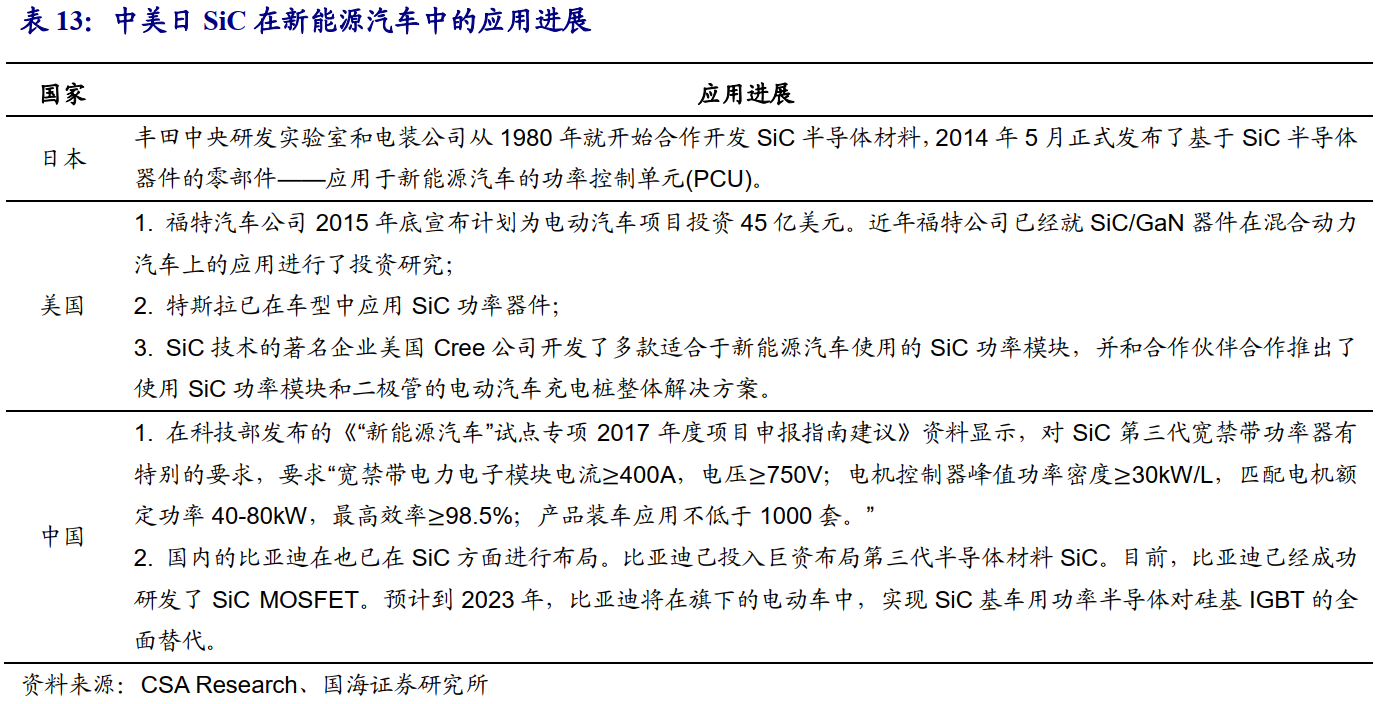 表 13：中美日 SiC 在新能源汽车中的应用进展
国家 应用进展
日本
丰田中央研发实验室和电装公司从 1980 年就开始合作开发 SiC 半导体材料，2014 年 5 月正式发布了基于 SiC 半导体
器件的零部件——应用于新能源汽车的功率控制单元(PCU)。
美国
1. 福特汽车公司 2015 年底宣布计划为电动汽车项目投资 45 亿美元。近年福特公司已经就 SiC/GaN 器件在混合动力
汽车上的应用进行了投资研究；
2. 特斯拉已在车型中应用 SiC 功率器件；
3. SiC 技术的著名企业美国 Cree 公司开发了多款适合于新能源汽车使用的 SiC 功率模块，并和合作伙伴合作推出了
使用 SiC 功率模块和二极管的电动汽车充电桩整体解决方案。
中国
1. 在科技部发布的《“新能源汽车”试点专项 2017 年度项目申报指南建议》资料显示，对 SiC 第三代宽禁带功率器有
特别的要求，要求“宽禁带电力电子模块电流≥400A，电压≥750V；电机控制器峰值功率密度≥30kW/L，匹配电机额
定功率 40-80kW，最高效率≥98.5%；产品装车应用不低于 1000 套。”
2. 国内的比亚迪在也已在 SiC 方面进行布局。比亚迪已投入巨资布局第三代半导体材料 SiC。目前，比亚迪已经成功
研发了 SiC MOSFET。预计到 2023 年，比亚迪将在旗下的电动车中，实现 SiC 基车用功率半导体对硅基 IGBT 的全
面替代。
资料来源：CSA Research、国海证券研究所